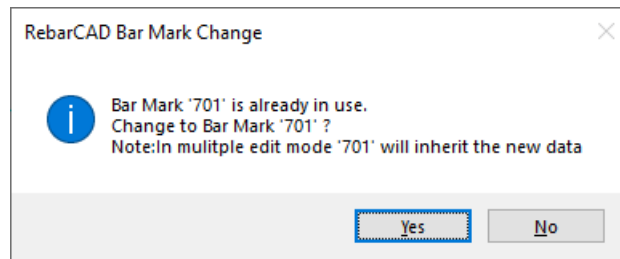 RebarCAD Bar Mark Change
Bar Mark '701' is already in use.
Change to Bar Mark '701' ?
Note:In mulitple edit mode '701' will inherit the new data
Yes
No